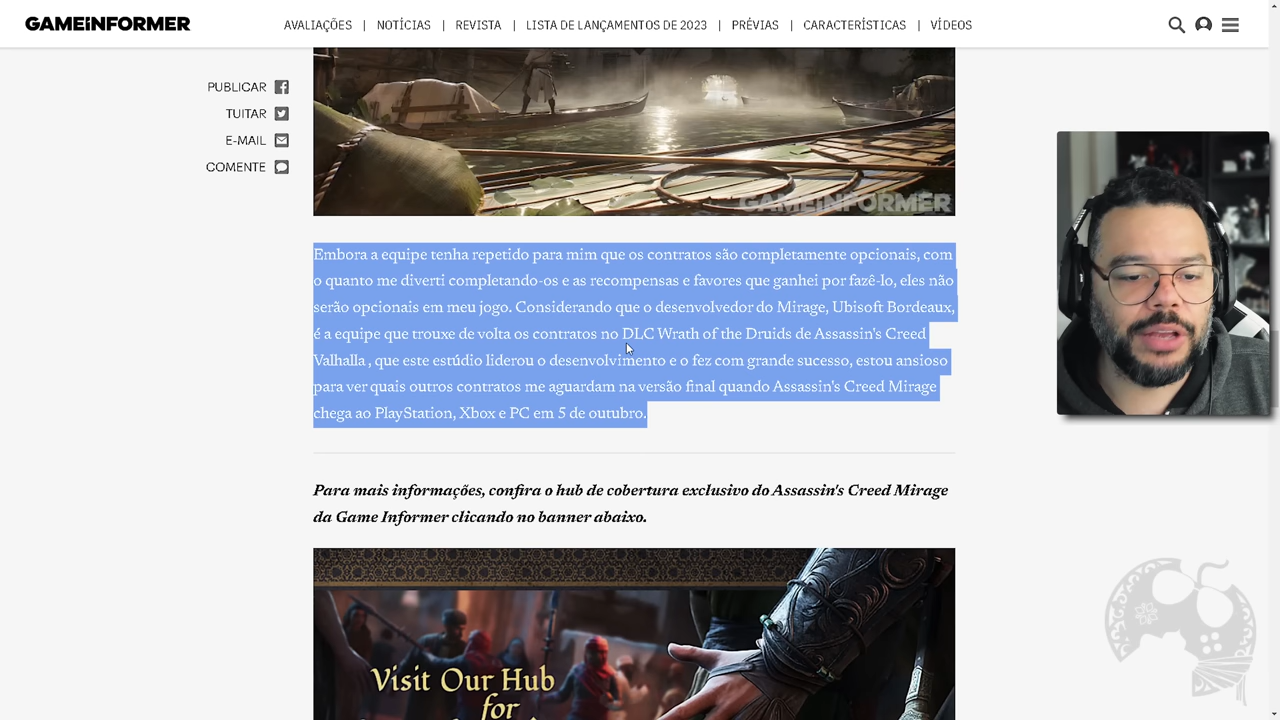 GAMEiNFORMER
AVALIAÇÕES | NOTÍCIAS | REVISTA | LISTA DE LANÇAMENTOS DE 2023 | PRÉVIAS | CARACTERÍSTICAS | VÍDEOS
PUBLICAR
TUITAR
E-MAIL
COMENTE
GAMEiNFORMER
Embora a equipe tenha repetido para mim que os contratos são completamente opcionais, com
o quanto me diverti completando-os e as recompensas e favores que ganhei por fazê-lo, eles não
serão opcionais em meu jogo. Considerando que o desenvolvedor do Mirage, Ubisoft Bordeaux,
é a equipe que trouxe de volta os contratos no DLC Wrath of the Druids de Assassin's Creed
Valhalla , que este estúdio liderou o desenvolvimento e o fez com grande sucesso, estou ansioso
para ver quais outros contratos me aguardam na versão final quando Assassin's Creed Mirage
chega ao PlayStation, Xbox e PC em 5 de outubro.
Para mais informações, confira o hub de cobertura exclusivo do Assassin's Creed Mirage
da Game Informer clicando no banner abaixo.
Visit Our Hub
for